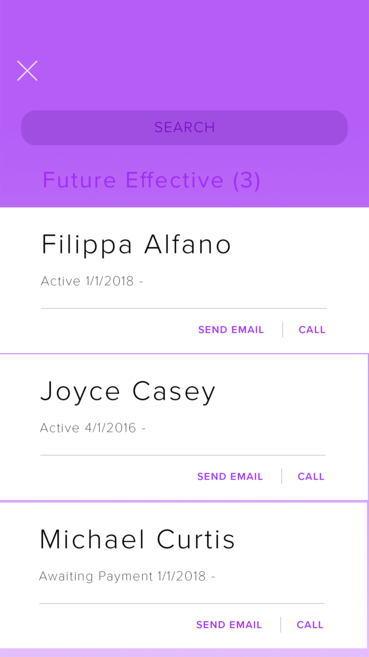 SEARCH
Future Effective (3)
Filippa Alfano
Active 1/1/2018 -
SEND EMAIL
CALL
Joyce Casey
Active 4/1/2016 -
SEND EMAIL
CALL
Michael Curtis
Awaiting Payment 1/1/2018 -
SEND EMAIL
CALL